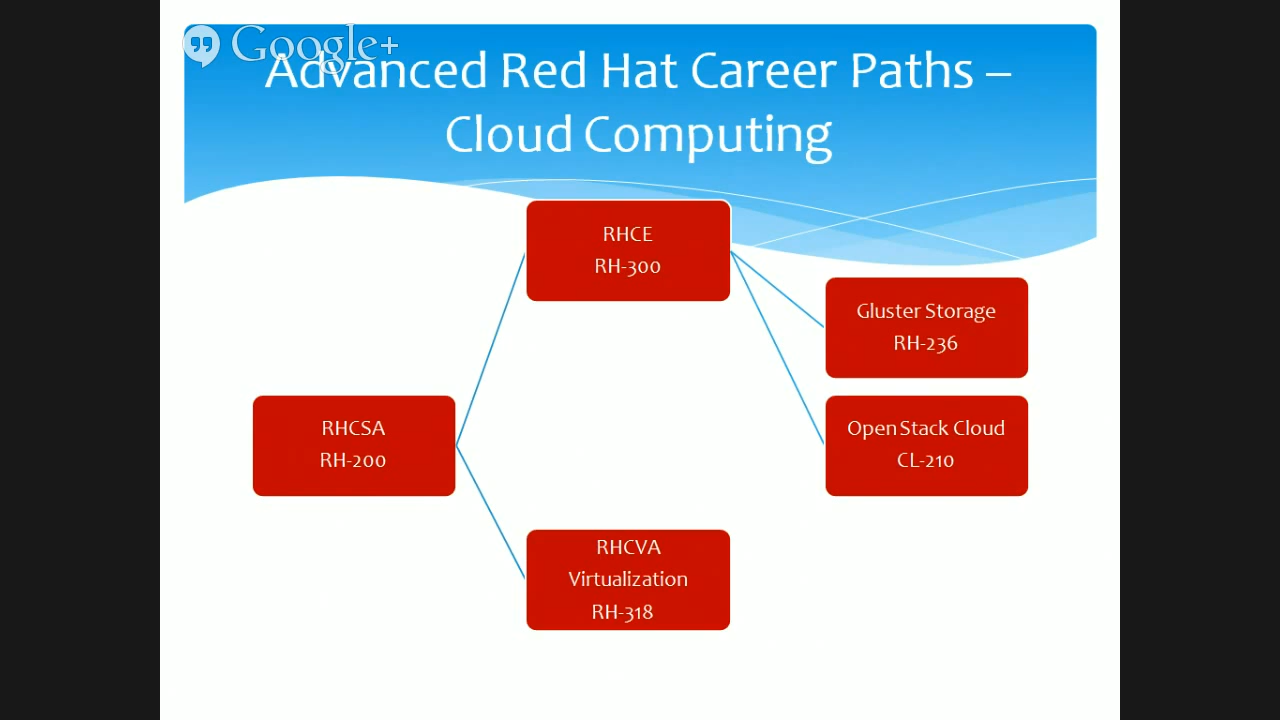 Google+
Advanced Red Hat Career Paths –
Cloud Computing
RHCE
RH-300
Gluster Storage
RH-236
RHCSA
RH-200
Open Stack Cloud
CL-210
RHCVA
Virtualization
RH-318